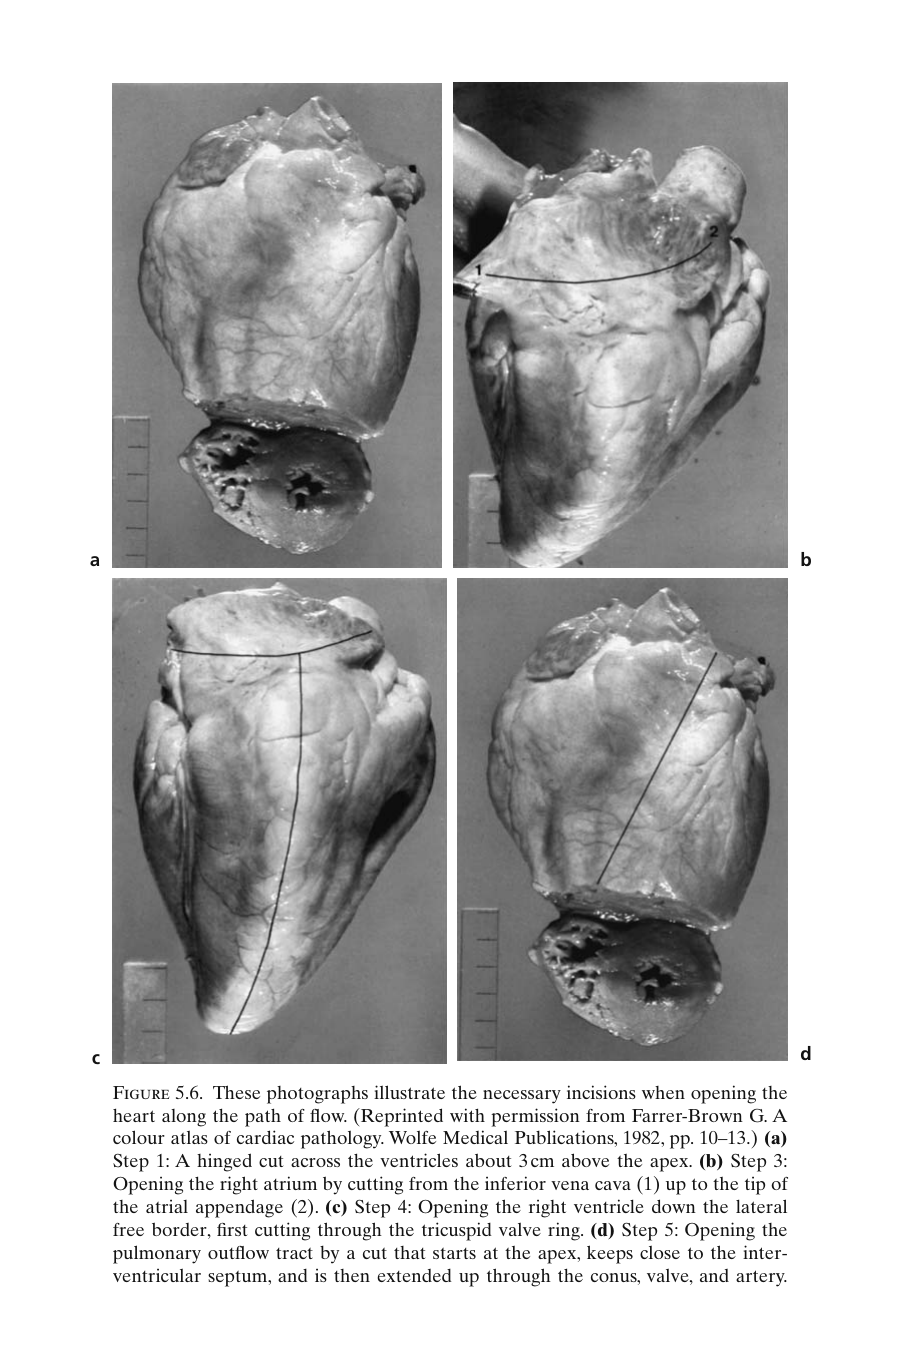 1
2
a
b
c
d
FIGURE 5.6. These photographs illustrate the necessary incisions when opening the
heart along the path of flow. (Reprinted with permission from Farrer-Brown G. A
colour atlas of cardiac pathology. Wolfe Medical Publications, 1982, pp. 10–13.) (a)
Step 1: A hinged cut across the ventricles about 3 cm above the apex. (b) Step 3:
Opening the right atrium by cutting from the inferior vena cava (1) up to the tip of
the atrial appendage (2). (c) Step 4: Opening the right ventricle down the lateral
free border, first cutting through the tricuspid valve ring. (d) Step 5: Opening the
pulmonary outflow tract by a cut that starts at the apex, keeps close to the inter-
ventricular septum, and is then extended up through the conus, valve, and artery.